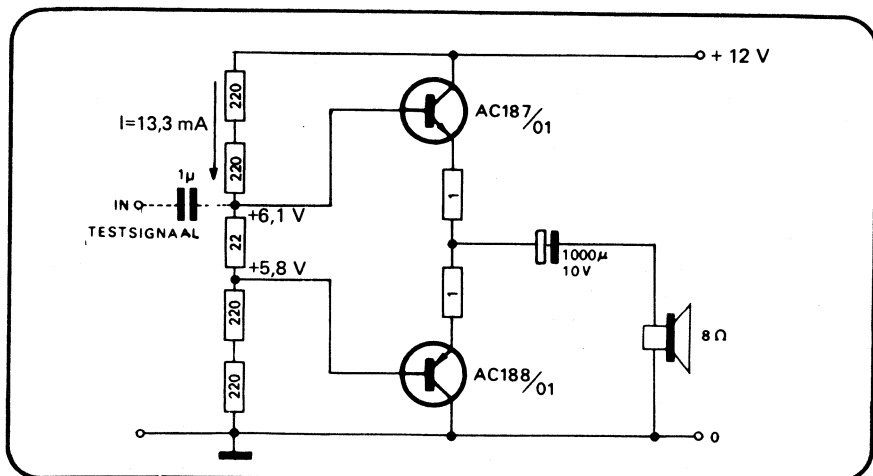 + 12 V
220
AC187/01
I=13,3 mA
220
1µ
IN
+6,1 V
TESTSIGNAAL
1
22
+5,8 V
1000µ
10V
220
1
8 Ω
220
AC188/01
0